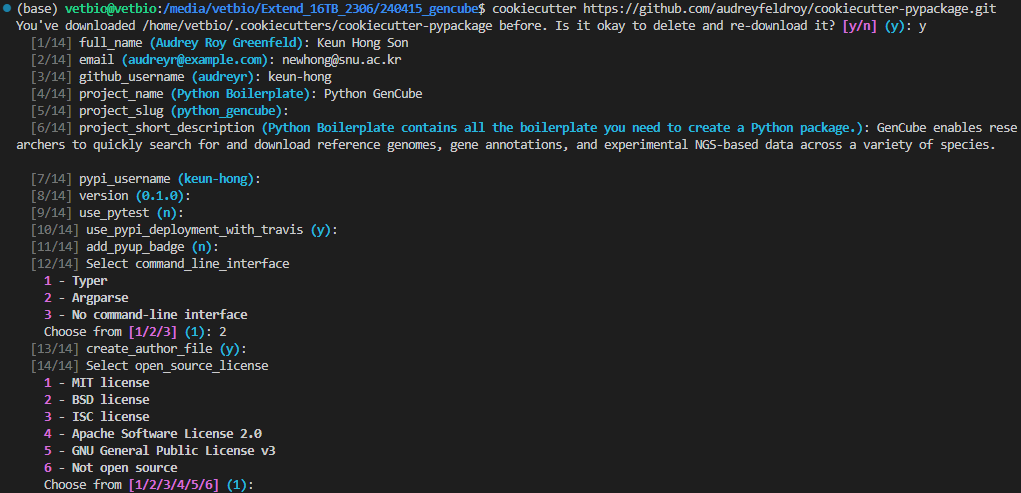 (base) vetbio@vetbio:/media/vetbio/Extend_16TB_2306/240415_gencube$ cookiecutter https://github.com/audreyfeldroy/cookiecutter-pypackage.git
You've downloaded /home/vetbio/.cookiecutters/cookiecutter-pypackage before. Is it okay to delete and re-download it? [y/n] (y): y
[1/14] full_name (Audrey Roy Greenfeld): Keun Hong Son
[2/14] email (audreyr@example.com): newhong@snu.ac.kr
[3/14] github_username (audreyr): keun-hong
[4/14] project_name (Python Boilerplate): Python GenCube
[5/14] project_slug (python_gencube):
[6/14] project_short_description (Python Boilerplate contains all the boilerplate you need to create a Python package.): GenCube enables rese
archers to quickly search for and download reference genomes, gene annotations, and experimental NGS-based data across a variety of species.
[7/14] pypi_username (keun-hong):
[8/14] version (0.1.0):
[9/14] use_pytest (n):
[10/14] use_pypi_deployment_with_travis (y):
[11/14] add_pyup_badge (n):
[12/14] Select command_line_interface
1 - Typer
2 - Argparse
3 - No command-line interface
Choose from [1/2/3] (1): 2
[13/14] create_author_file (y):
[14/14] Select open_source_license
1 - MIT license
2 - BSD license
3 - ISC license
4 - Apache Software License 2.0
5 - GNU General Public License v3
6 - Not open source
Choose from [1/2/3/4/5/6] (1):